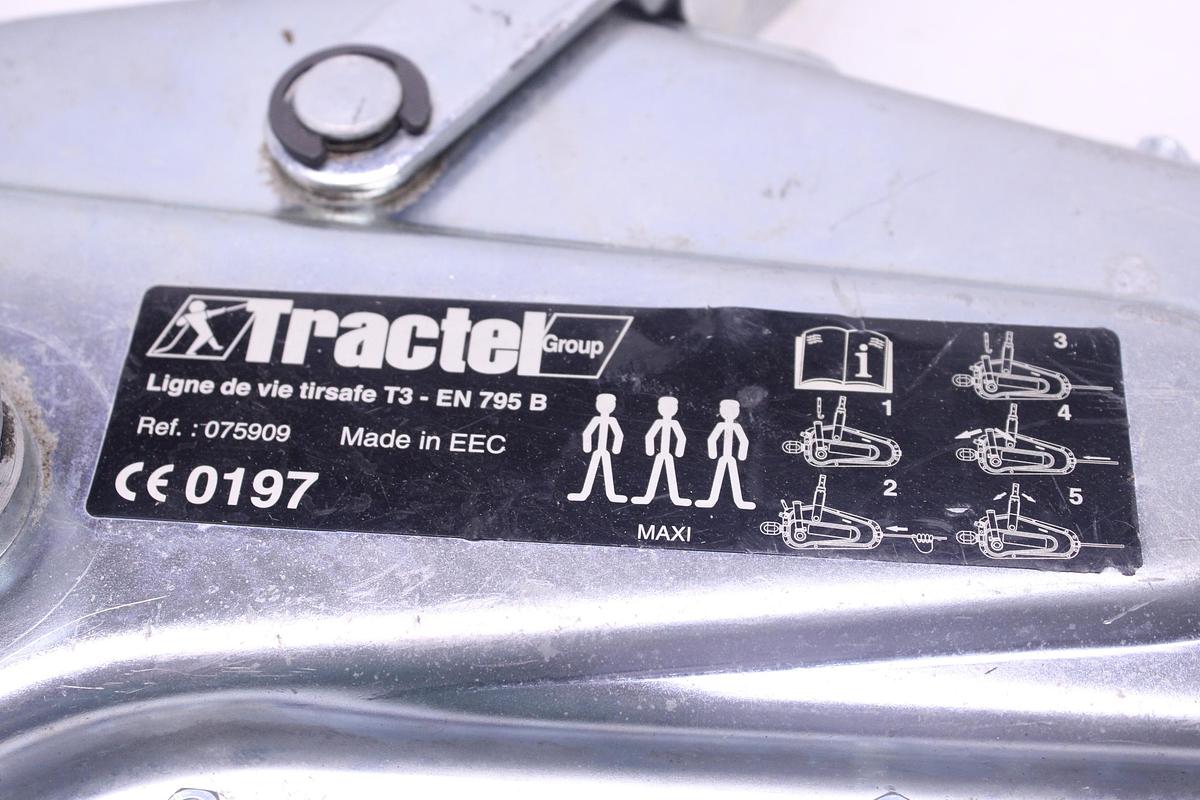 Tractel Group
Ligne de vie tirsafe T3 - EN 795 B
Ref. : 075909 Made in EEC
CE 0197
MAXI
i
1
2
3
4
5